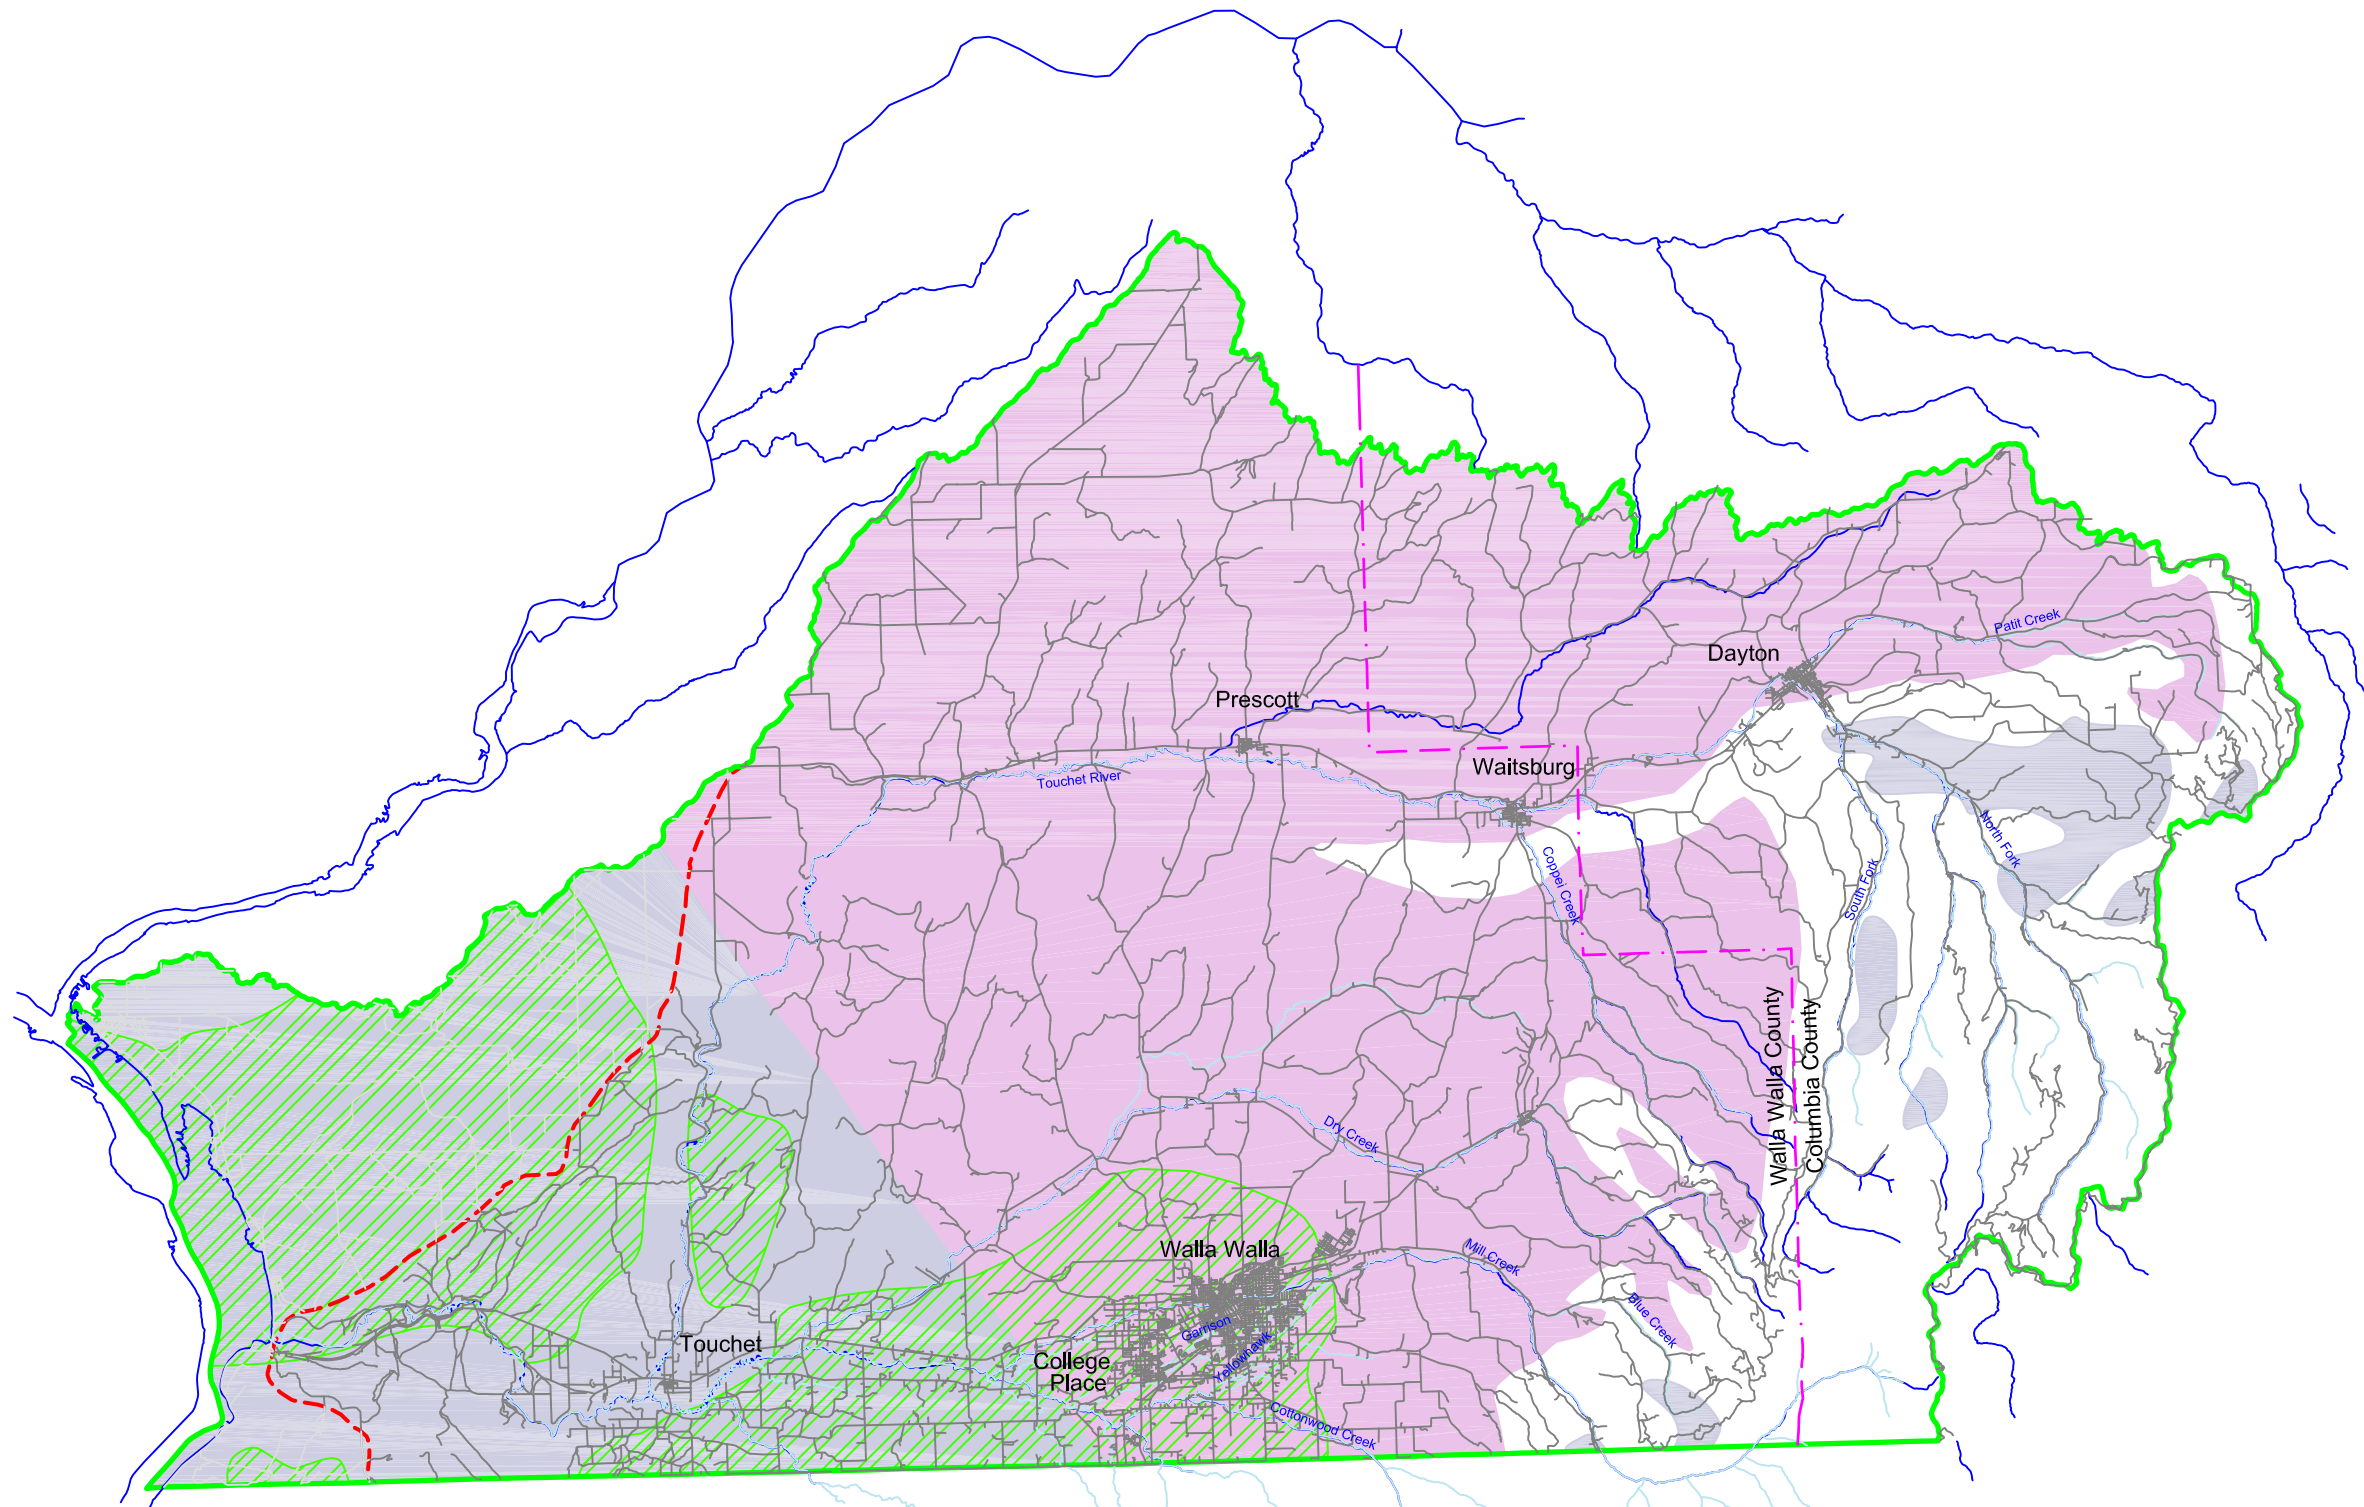 Patit Creek
Dayton
Prescott
Waitsburg
Touchet River
North Fork
Coppei Creek
South Fork
Walla Walla County
Columbia County
Dry Creek
Walla Walla
Mill Creek
Blue Creek
Garrison
Yellowhawk
Touchet
College
Place
Cottonwood Creek